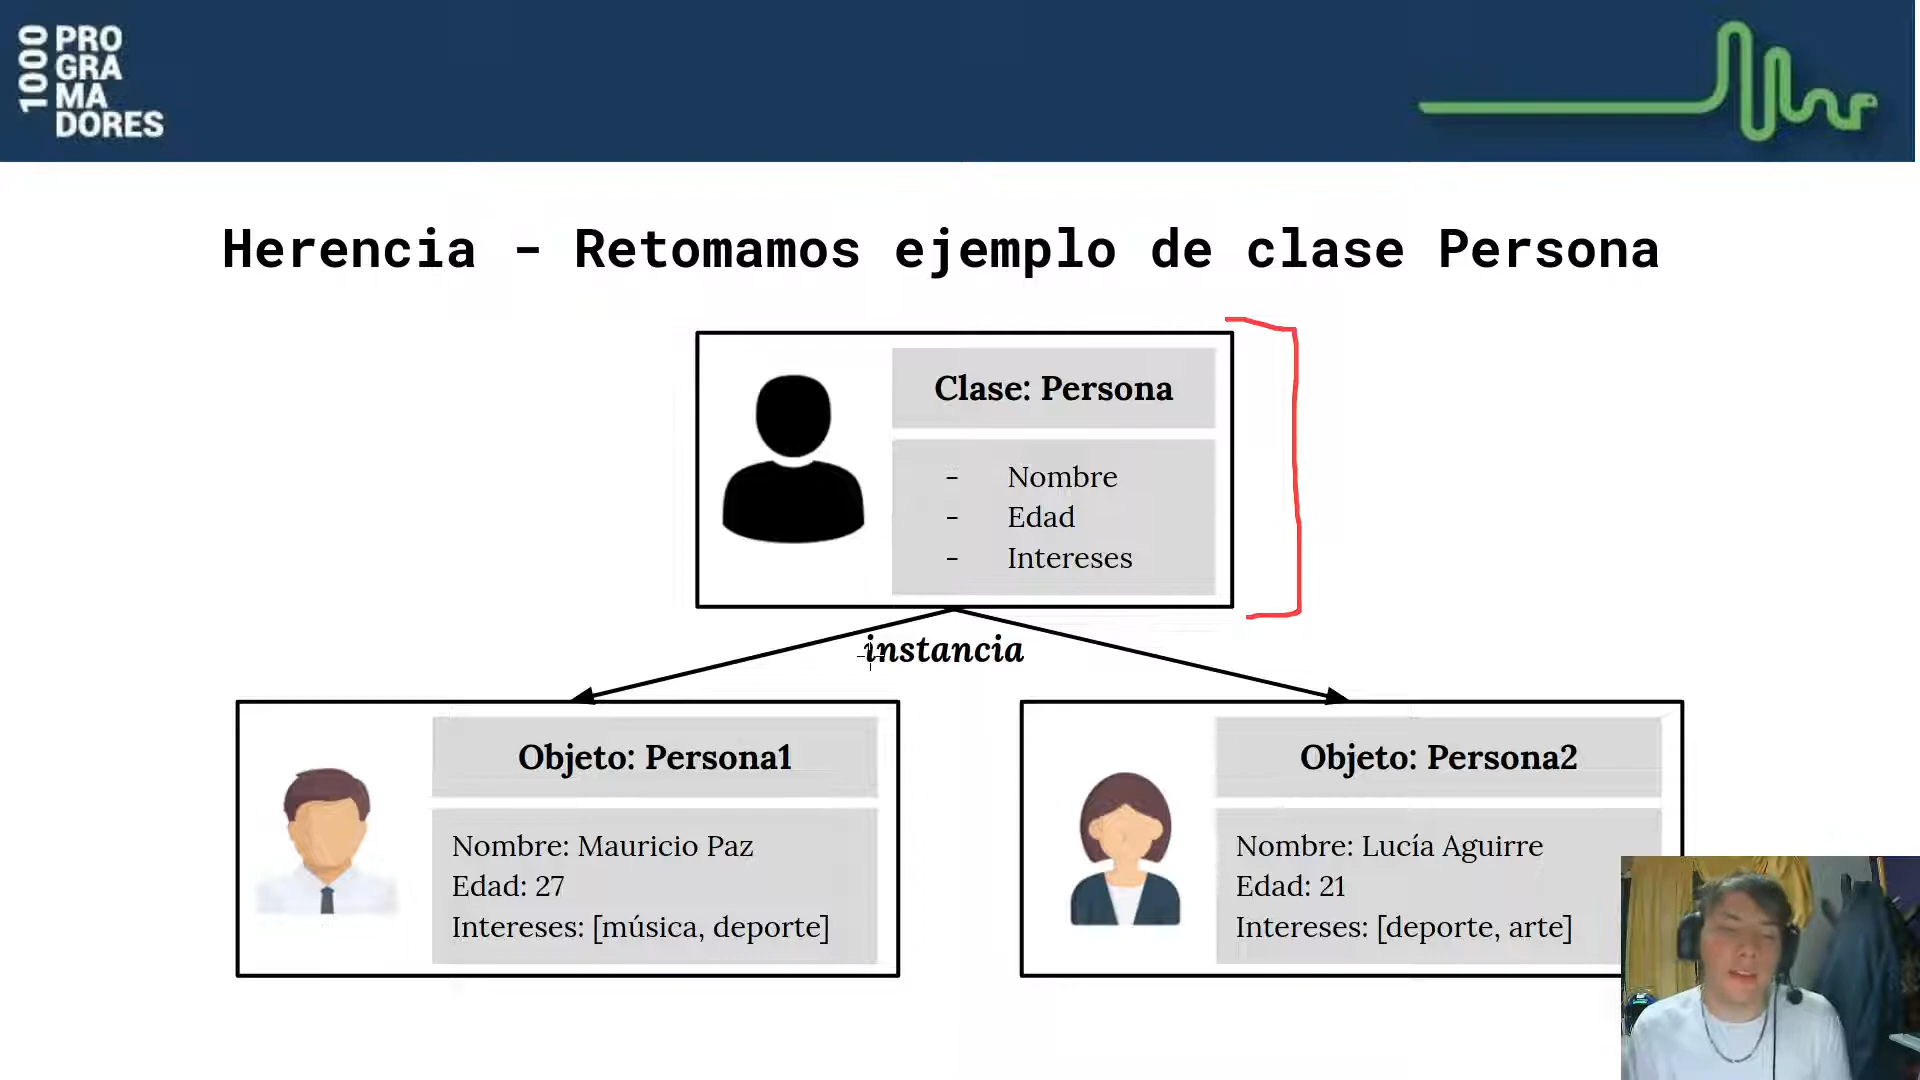 1000
PRO
GRA
MA
DORES
Herencia - Retomamos ejemplo de clase Persona
Clase: Persona
- Nombre
- Edad
- Intereses
instancia
Objeto: Persona1
Nombre: Mauricio Paz
Edad: 27
Intereses: [música, deporte]
Objeto: Persona2
Nombre: Lucía Aguirre
Edad: 21
Intereses: [deporte, arte]